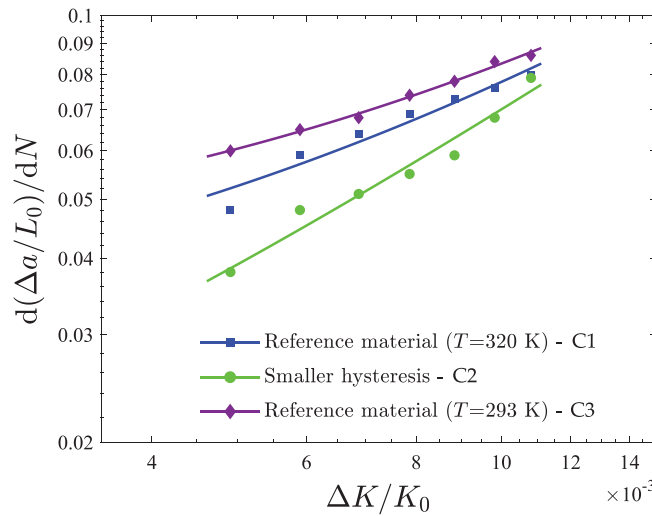 0.1
0.09
0.08
0.07
0.06
0.05
0.04
0.03
0.02
d(Δa/L₀)/dN
Reference material (T=320 K) - C1
Smaller hysteresis - C2
Reference material (T=293 K) - C3
4 6 8 10 12 14
ΔK/K₀
×10⁻³